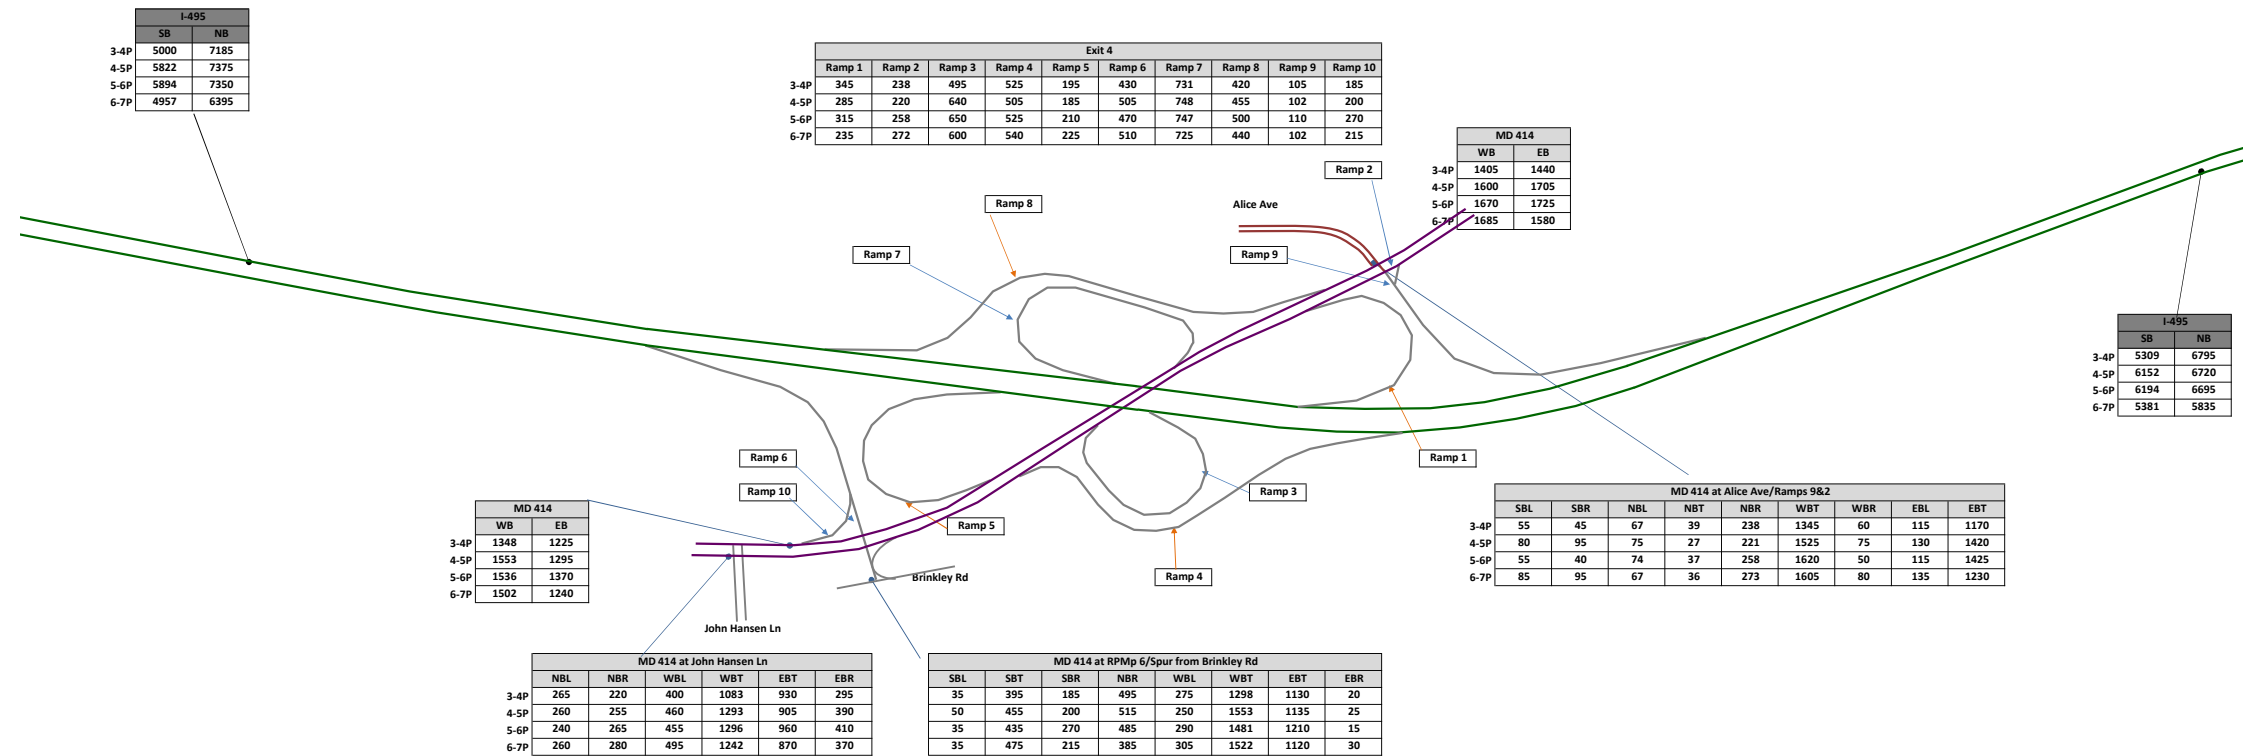 I-495
SB NB
3-4P 5000 7185
4-5P 5822 7375
5-6P 5894 7350
6-7P 4957 6395
Exit 4
Ramp 1 Ramp 2 Ramp 3 Ramp 4 Ramp 5 Ramp 6 Ramp 7 Ramp 8 Ramp 9 Ramp 10
3-4P 345 238 495 525 195 430 731 420 105 185
4-5P 285 220 640 505 185 505 748 455 102 200
5-6P 315 258 650 525 210 470 747 500 110 270
6-7P 235 272 600 540 225 510 725 440 102 215
MD 414
WB EB
3-4P 1405 1440
4-5P 1600 1705
5-6P 1670 1725
6-7P 1685 1580
Ramp 2
Ramp 8
Alice Ave
Ramp 7
Ramp 9
I-495
SB NB
3-4P 5309 6795
4-5P 6152 6720
5-6P 6194 6695
6-7P 5381 5835
Ramp 6
Ramp 1
Ramp 10
Ramp 3
Ramp 5
Ramp 4
MD 414
WB EB
3-4P 1348 1225
4-5P 1553 1295
5-6P 1536 1370
6-7P 1502 1240
MD 414 at Alice Ave/Ramps 9&2
SBL SBR NBL NBT NBR WBT WBR EBL EBT
3-4P 55 45 67 39 238 1345 60 115 1170
4-5P 80 95 75 27 221 1525 75 130 1420
5-6P 55 40 74 37 258 1620 50 115 1425
6-7P 85 95 67 36 273 1605 80 135 1230
Brinkley Rd
John Hansen Ln
MD 414 at John Hansen Ln
NBL NBR WBL WBT EBT EBR
3-4P 265 220 400 1083 930 295
4-5P 260 255 460 1293 905 390
5-6P 240 265 455 1296 960 410
6-7P 260 280 495 1242 870 370
MD 414 at RPMp 6/Spur from Brinkley Rd
SBL SBT SBR NBR WBL WBT EBT EBR
3-4P 35 395 185 495 275 1298 1130 20
4-5P 50 455 200 515 250 1553 1135 25
5-6P 35 435 270 485 290 1481 1210 15
6-7P 35 475 215 385 305 1522 1120 30